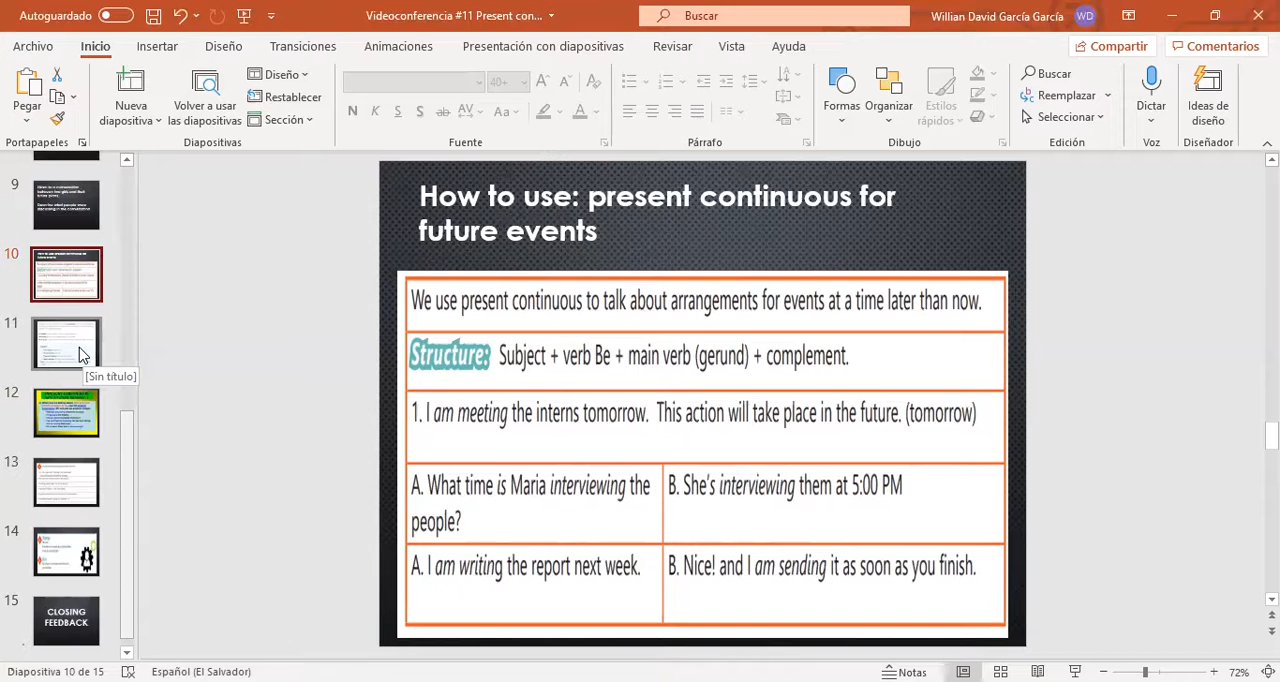 Autoguardado
Videoconferencia #11 Present con...
Buscar
Willian David García García
WD
Archivo
Inicio
Insertar
Diseño
Transiciones
Animaciones
Presentación con diapositivas
Revisar
Vista
Ayuda
Compartir
Comentarios
Pegar
Nueva
diapositiva
Volver a usar
las diapositivas
Diseño
Restablecer
Sección
40+
N K S S ab AV Aa A
Formas
Organizar
Estilos
rápidos
Buscar
Reemplazar
Seleccionar
Dictar
Ideas de
diseño
Portapapeles
Diapositivas
Fuente
Párrafo
Dibujo
Edición
Voz
Diseñador
9
10
11
[Sin título]
12
13
14
15
CLOSING
FEEDBACK
How to use: present continuous for
future events
We use present continuous to talk about arrangements for events at a time later than now.
Structure: Subject + verb Be + main verb (gerund) + complement.
1. I am meeting the interns tomorrow. This action will take place in the future. (tomorrow)
A. What time is Maria interviewing the
people?
B. She's interviewing them at 5:00 PM
A. I am writing the report next week.
B. Nice! and I am sending it as soon as you finish.
Diapositiva 10 de 15
Español (El Salvador)
Notas
72%